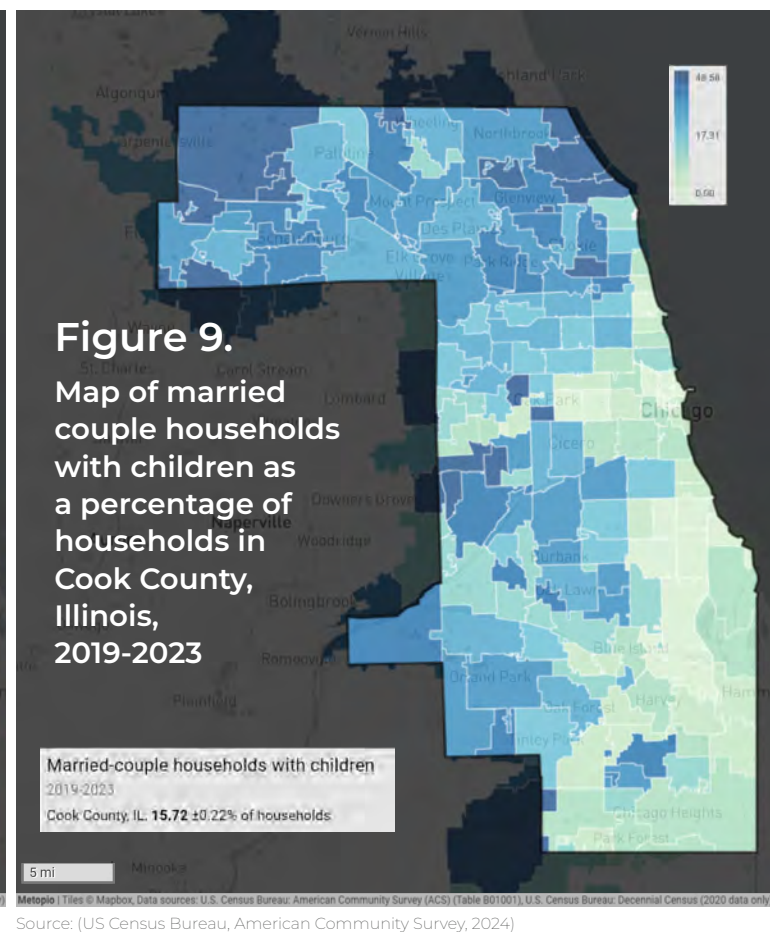 Vernon Hills
Highland Park
Algonquin
Carpentersville
Wheeling
Northbrook
Palatine
Mount Prospect
Glenview
Schaumburg
Des Plaines
Skokie
Elk Grove
Village
Park Ridge
48.58
17.31
0.00
Figure 9.
Map of married
couple households
with children as
a percentage of
households in
Cook County,
Illinois,
2019-2023
St. Charles
Carol Stream
Lombard
Oak Park
Chicago
Cicero
Downers Grove
Naperville
Woodridge
Burbank
Oak Lawn
Bolingbrook
Romeoville
Blue Island
Orland Park
Plainfield
Oak Forest
Harvey
Hamm
Tinley Park
Chicago Heights
Park Forest
Minooka
Married-couple households with children
2019-2023
Cook County, IL: 15.72 ±0.22% of households
5 mi
Metopio | Tiles © Mapbox, Data sources: U.S. Census Bureau: American Community Survey (ACS) (Table B01001), U.S. Census Bureau: Decennial Census (2020 data only
Source: (US Census Bureau, American Community Survey, 2024)